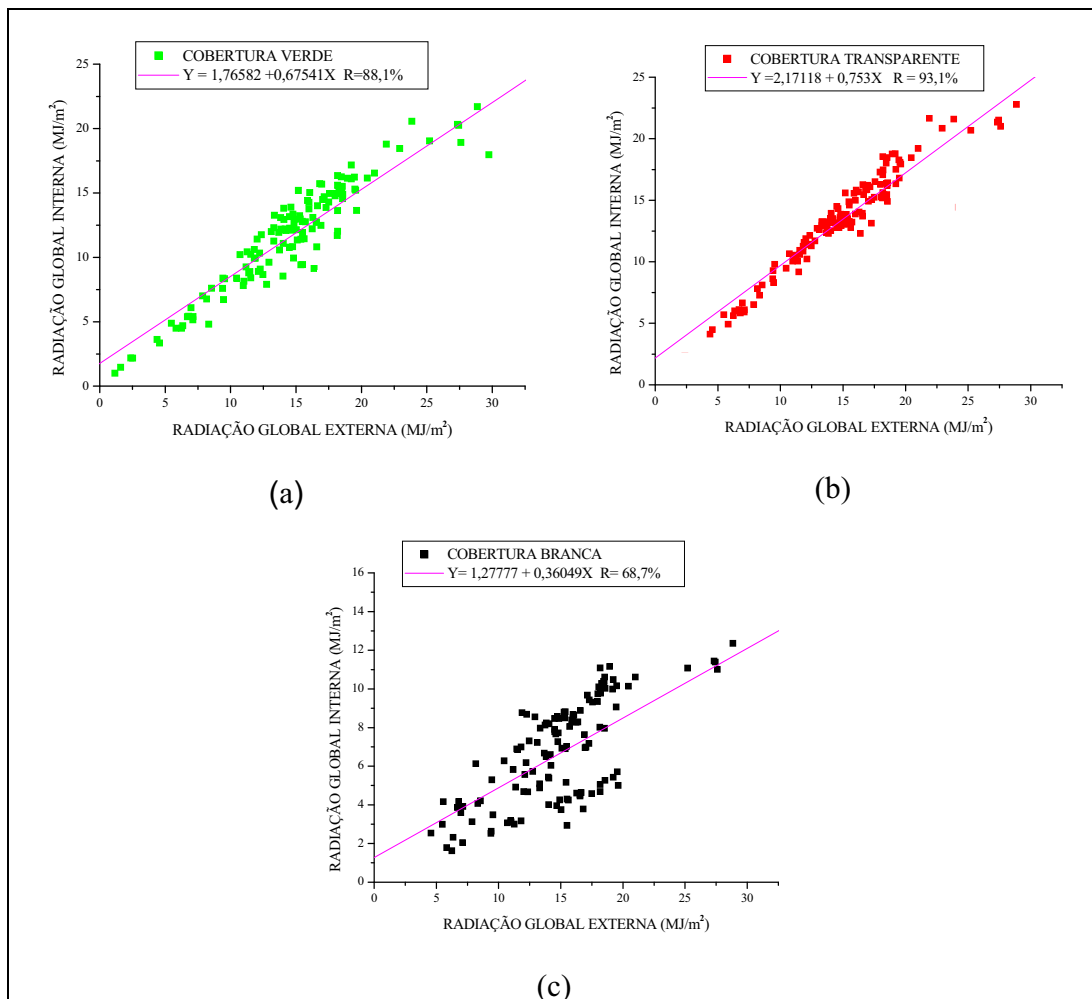 COBERTURA VERDE
Y = 1,76582 +0,67541X R=88,1%
RADIAÇÃO GLOBAL INTERNA (MJ/m²)
25
20
15
10
5
0
0 5 10 15 20 25 30
RADIAÇÃO GLOBAL EXTERNA (MJ/m²)
(a)
COBERTURA TRANSPARENTE
Y =2,17118 + 0,753X R = 93,1%
RADIAÇÃO GLOBAL INTERNA (MJ/m²)
25
20
15
10
5
0
0 5 10 15 20 25 30
RADIAÇÃO GLOBAL EXTERNA (MJ/m²)
(b)
COBERTURA BRANCA
Y= 1,27777 + 0,36049X R= 68,7%
RADIAÇÃO GLOBAL INTERNA (MJ/m²)
16
14
12
10
8
6
4
2
0
0 5 10 15 20 25 30
RADIAÇÃO GLOBAL EXTERNA (MJ/m²)
(c)